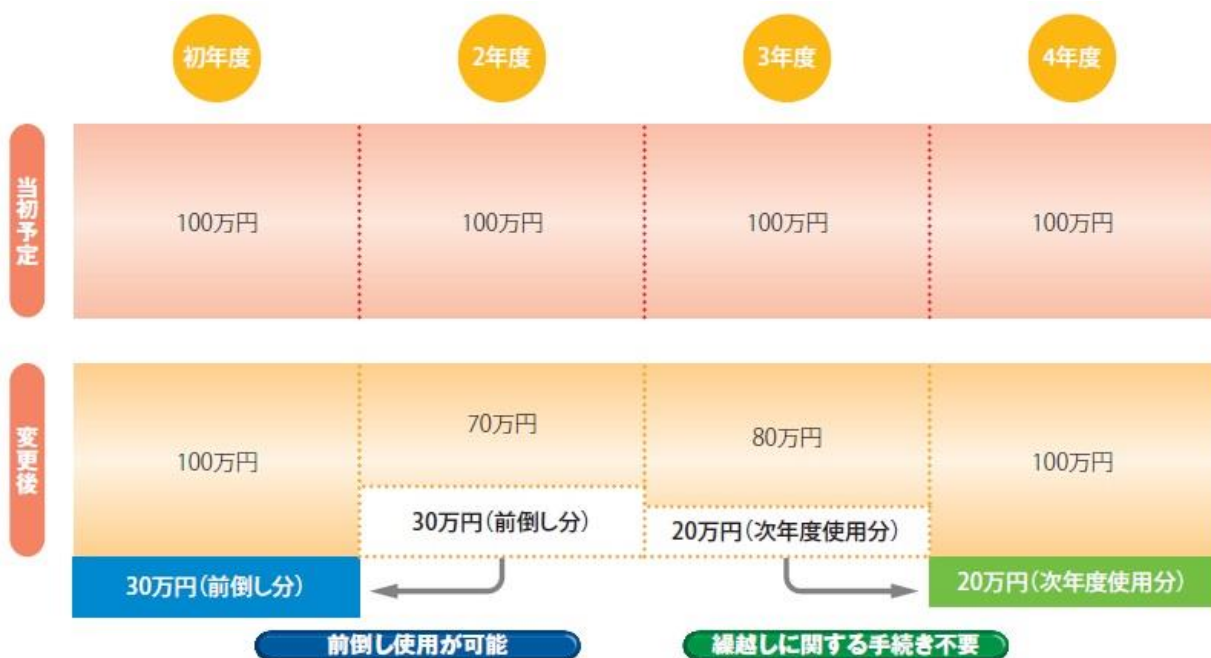 初年度
2年度
3年度
4年度
当初予定
100万円
100万円
100万円
100万円
変更後
100万円
70万円
80万円
100万円
30万円(前倒し分)
20万円(次年度使用分)
30万円(前倒し分)
20万円(次年度使用分)
前倒し使用が可能
繰越しに関する手続き不要